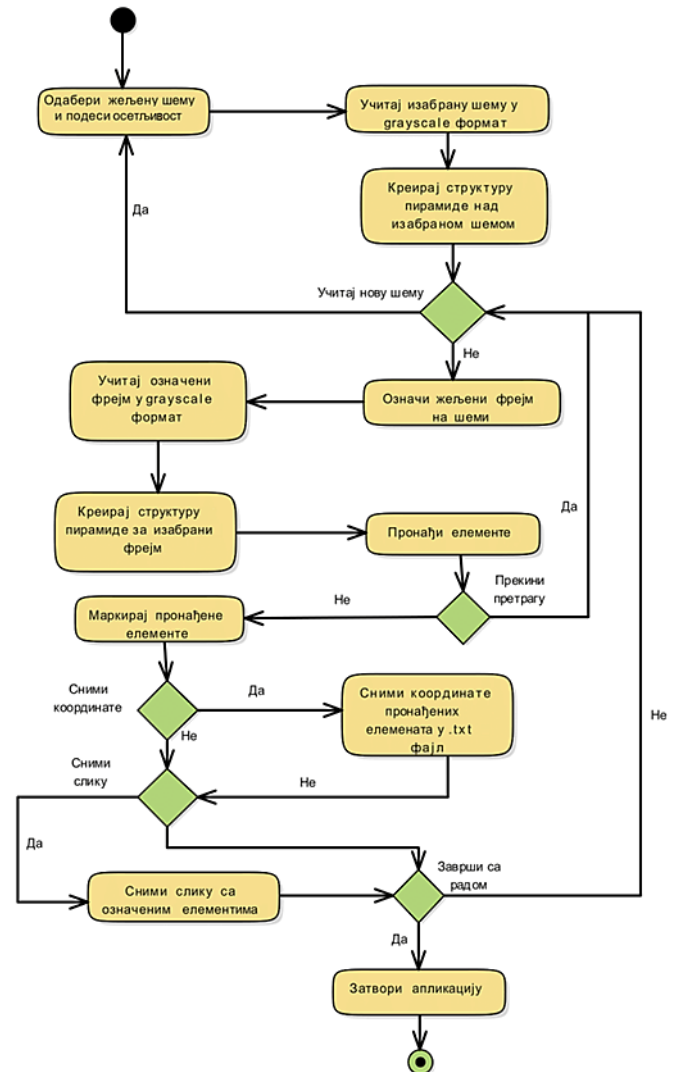 Одабери жељену шему
и подеси осетљивост
Учитај изабрану шему у
grayscale формат
Креирај структуру
пирамиде над
изабраном шемом
Да
Учитај нову шему
Не
Означи жељени фрејм
на шеми
Учитај означени
фрејм у grayscale
формат
Креирај структуру
пирамиде за изабрани
фрејм
Пронађи елементе
Да
Прекини
претрагу
Не
Маркирај пронађене
елементе
Сними
координате
Да
Не
Сними координате
пронађених
елемената у .txt
фајл
Не
Сними
слику
Не
Да
Сними слику са
означеним елементима
Заврши са
радом
Да
Затвори апликацију